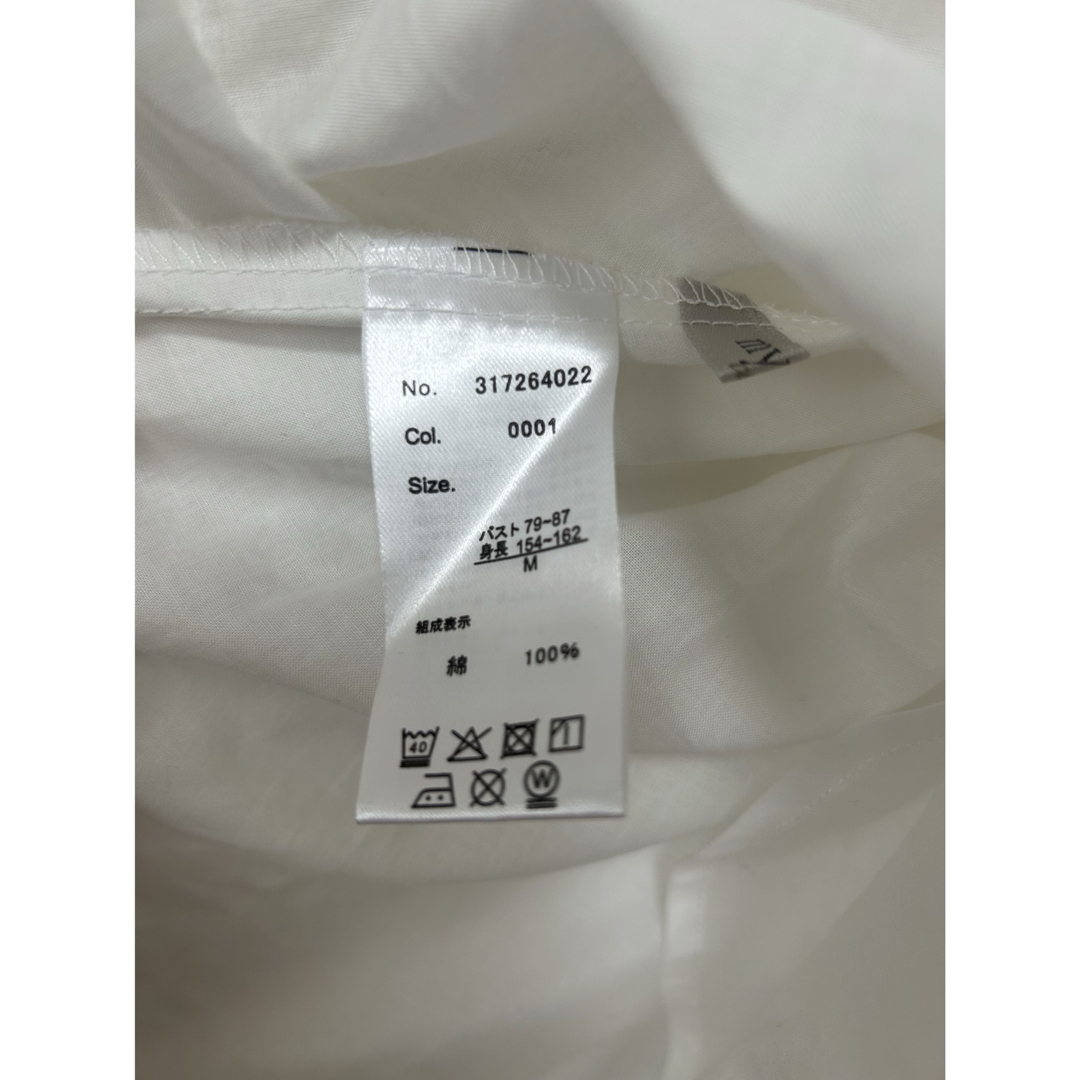 No. 317264022
Col. 0001
Size.
バスト 79~87
身長 154~162
M
組成表示
綿 100%
40
W